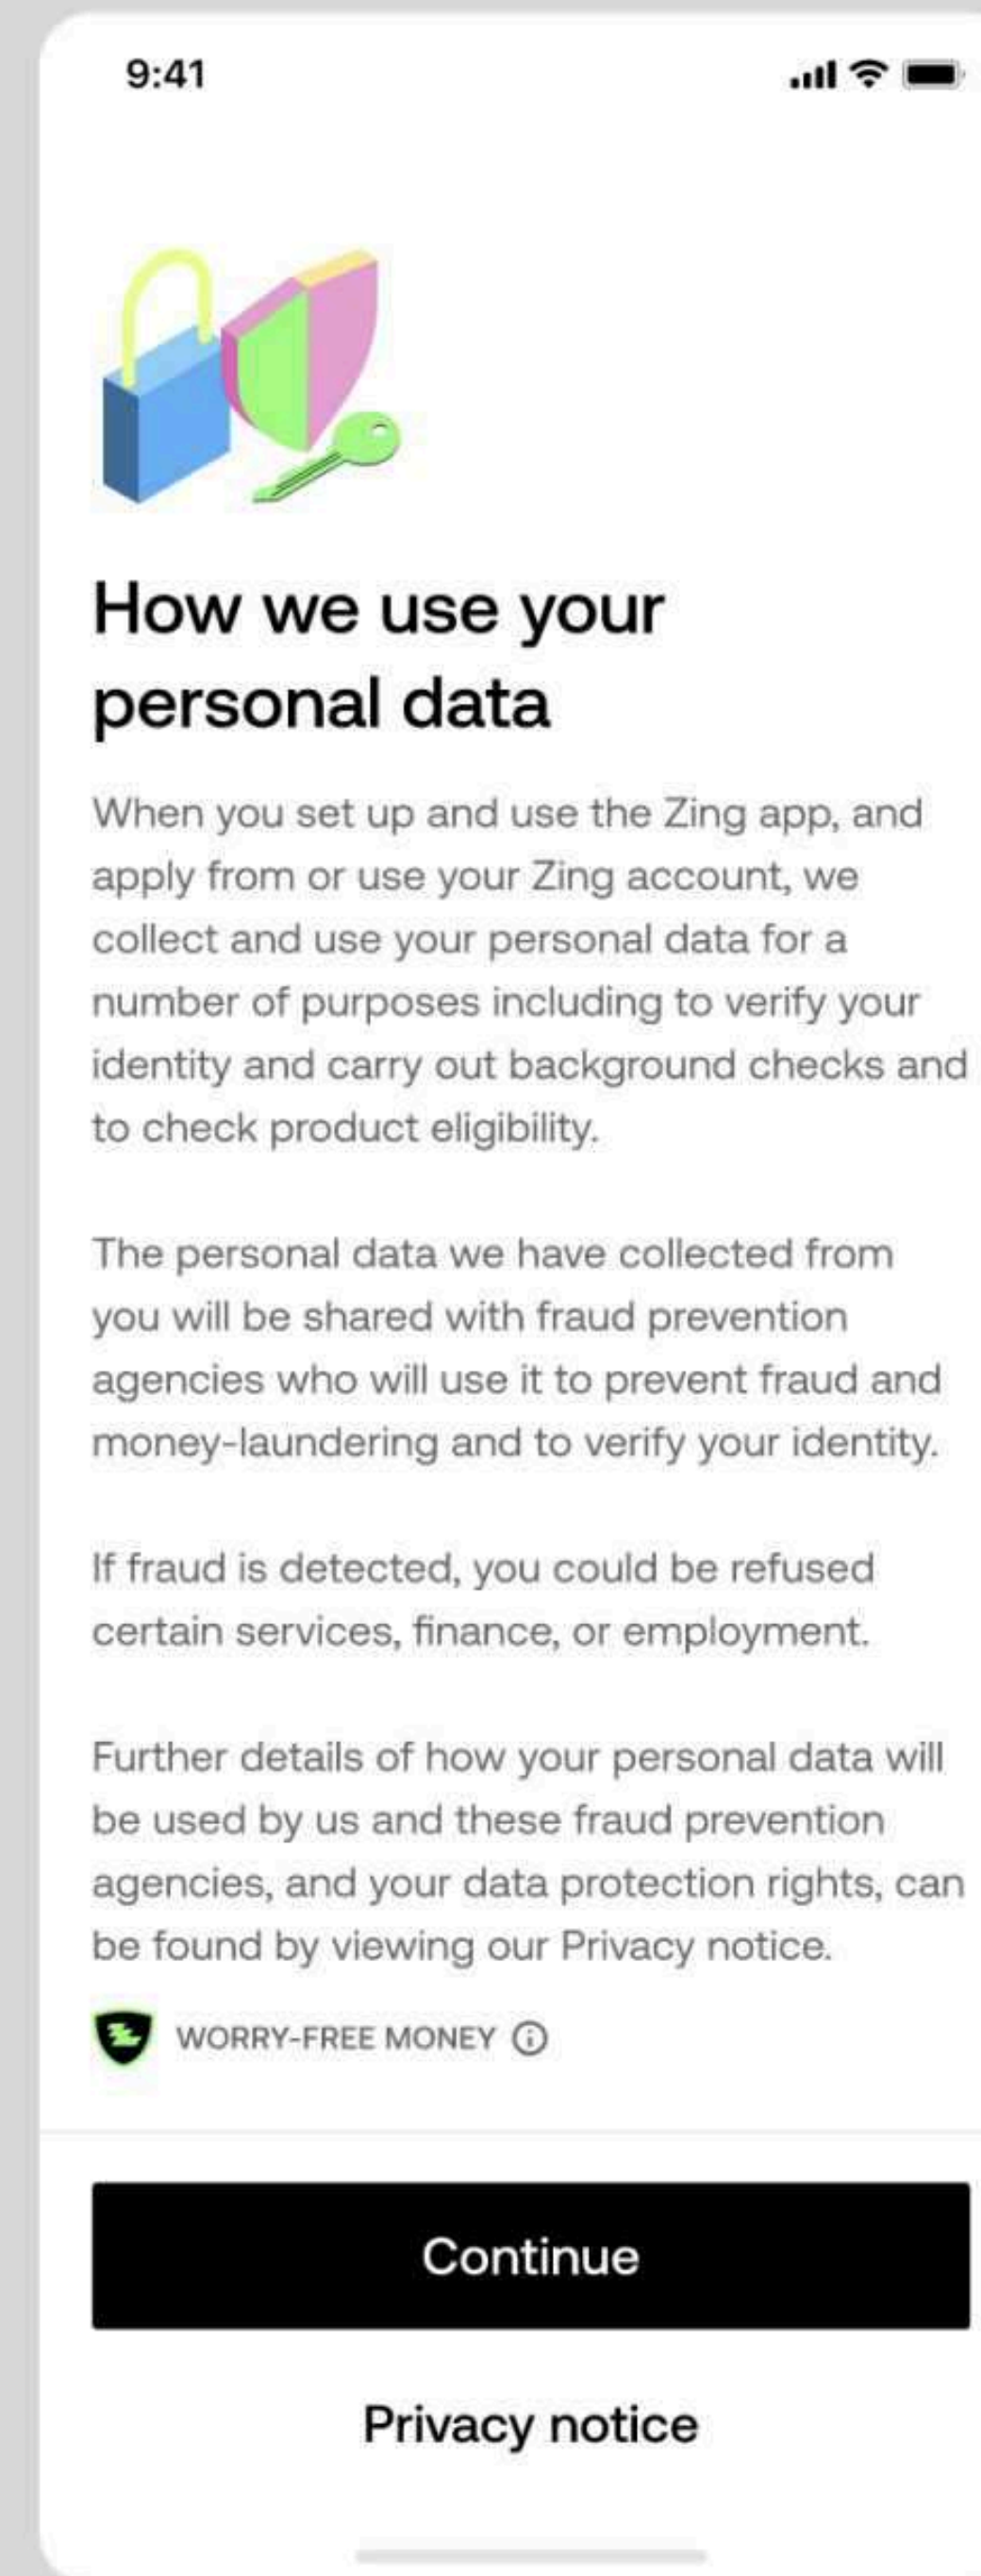 9:41
How we use your
personal data
When you set up and use the Zing app, and
apply from or use your Zing account, we
collect and use your personal data for a
number of purposes including to verify your
identity and carry out background checks and
to check product eligibility.
The personal data we have collected from
you will be shared with fraud prevention
agencies who will use it to prevent fraud and
money-laundering and to verify your identity.
If fraud is detected, you could be refused
certain services, finance, or employment.
Further details of how your personal data will
be used by us and these fraud prevention
agencies, and your data protection rights, can
be found by viewing our Privacy notice.
WORRY-FREE MONEY
Continue
Privacy notice